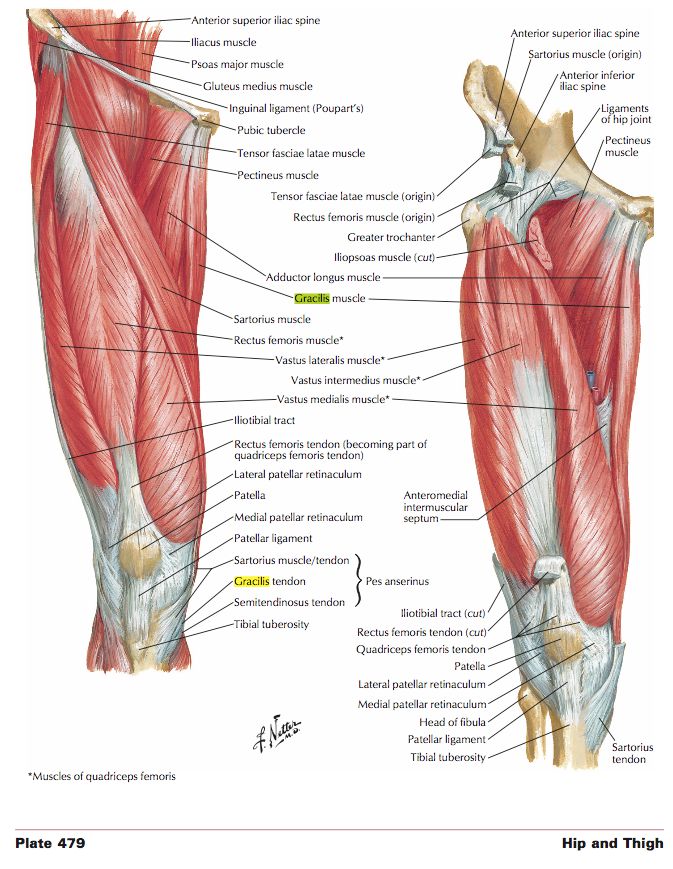 Anterior superior iliac spine
Iliacus muscle
Psoas major muscle
Gluteus medius muscle
Inguinal ligament (Poupart's)
Pubic tubercle
Tensor fasciae latae muscle
Pectineus muscle
Anterior superior iliac spine
Sartorius muscle (origin)
Anterior inferior
iliac spine
Ligaments
of hip joint
Pectineus
muscle
Tensor fasciae latae muscle (origin)
Rectus femoris muscle (origin)
Greater trochanter
Iliopsoas muscle (cut)
Adductor longus muscle
Gracilis muscle
Sartorius muscle
Rectus femoris muscle*
Vastus lateralis muscle*
Vastus intermedius muscle*
Vastus medialis muscle*
Iliotibial tract
Rectus femoris tendon (becoming part of
quadriceps femoris tendon)
Lateral patellar retinaculum
Patella
Medial patellar retinaculum
Patellar ligament
Sartorius muscle/tendon
Gracilis tendon
Semitendinosus tendon
Pes anserinus
Tibial tuberosity
Anteromedial
intermuscular
septum
Iliotibial tract (cut)
Rectus femoris tendon (cut)
Quadriceps femoris tendon
Patella
Lateral patellar retinaculum
Medial patellar retinaculum
Head of fibula
Patellar ligament
Tibial tuberosity
Sartorius
tendon
F. Netter
M.D.
*Muscles of quadriceps femoris
Plate 479
Hip and Thigh